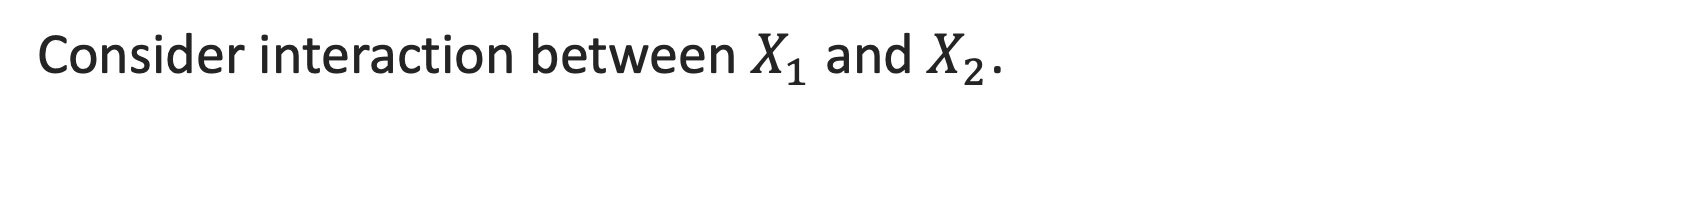 Consider interaction between X₁ and X₂.